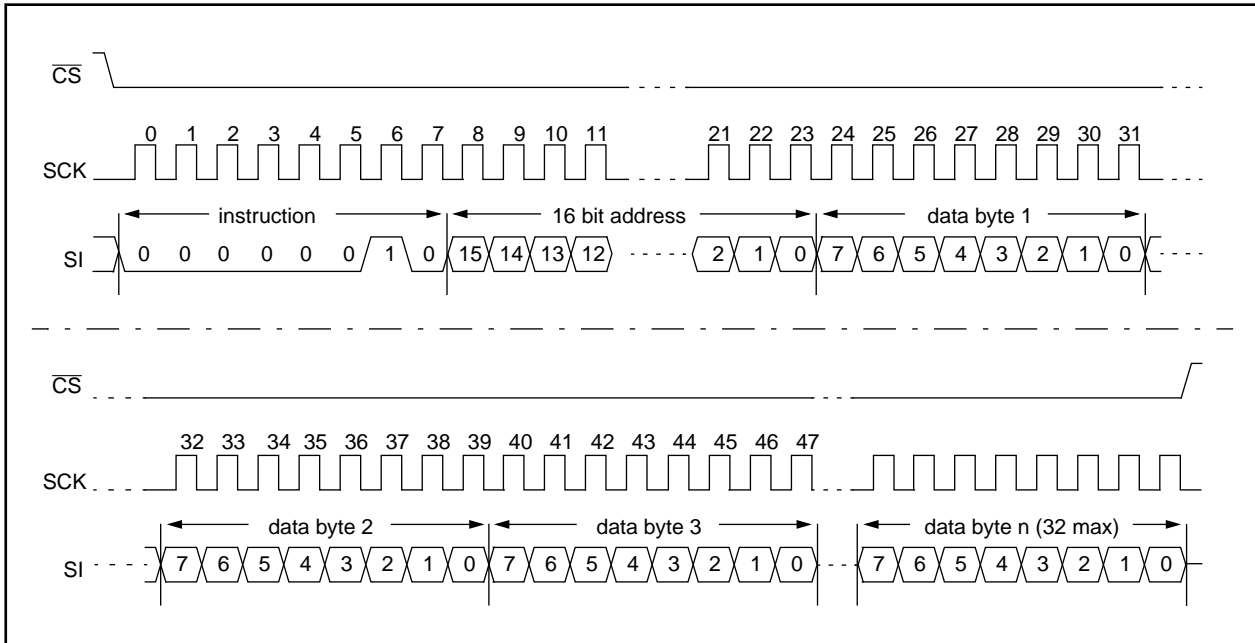 CS
0 1 2 3 4 5 6 7 8 9 10 11 21 22 23 24 25 26 27 28 29 30 31
SCK
instruction 16 bit address data byte 1
SI 0 0 0 0 0 0 1 0 15 14 13 12 2 1 0 7 6 5 4 3 2 1 0
CS
32 33 34 35 36 37 38 39 40 41 42 43 44 45 46 47
SCK
data byte 2 data byte 3 data byte n (32 max)
SI 7 6 5 4 3 2 1 0 7 6 5 4 3 2 1 0 7 6 5 4 3 2 1 0